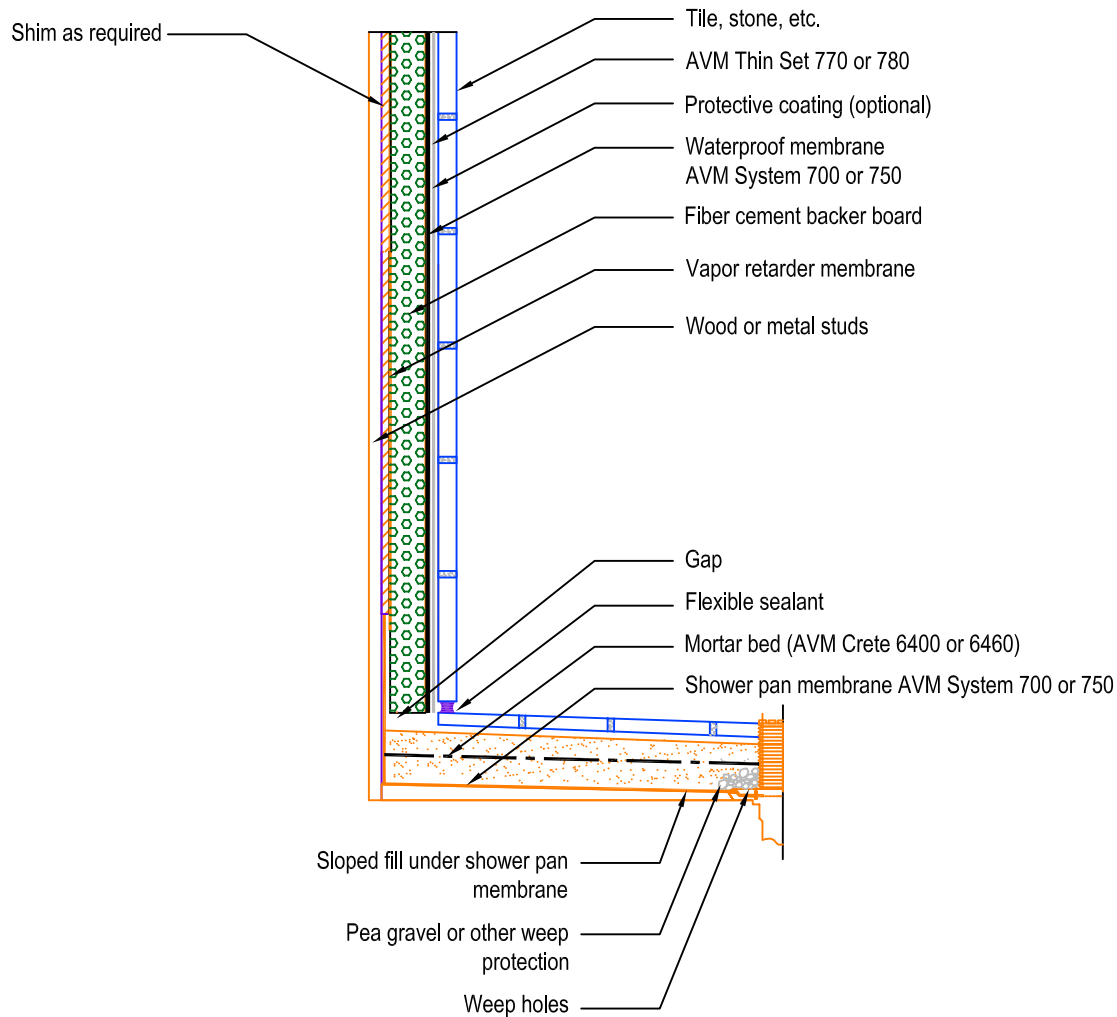 Shim as required
Tile, stone, etc.
AVM Thin Set 770 or 780
Protective coating (optional)
Waterproof membrane
AVM System 700 or 750
Fiber cement backer board
Vapor retarder membrane
Wood or metal studs
Gap
Flexible sealant
Mortar bed (AVM Crete 6400 or 6460)
Shower pan membrane AVM System 700 or 750
Sloped fill under shower pan
membrane
Pea gravel or other weep
protection
Weep holes